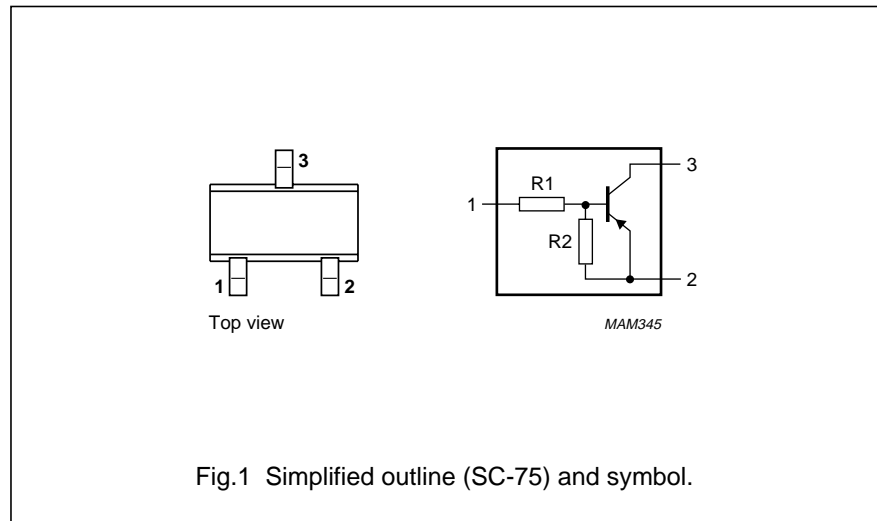 3
1
2
Top view
R1
3
1
R2
2
MAM345
Fig.1 Simplified outline (SC-75) and symbol.